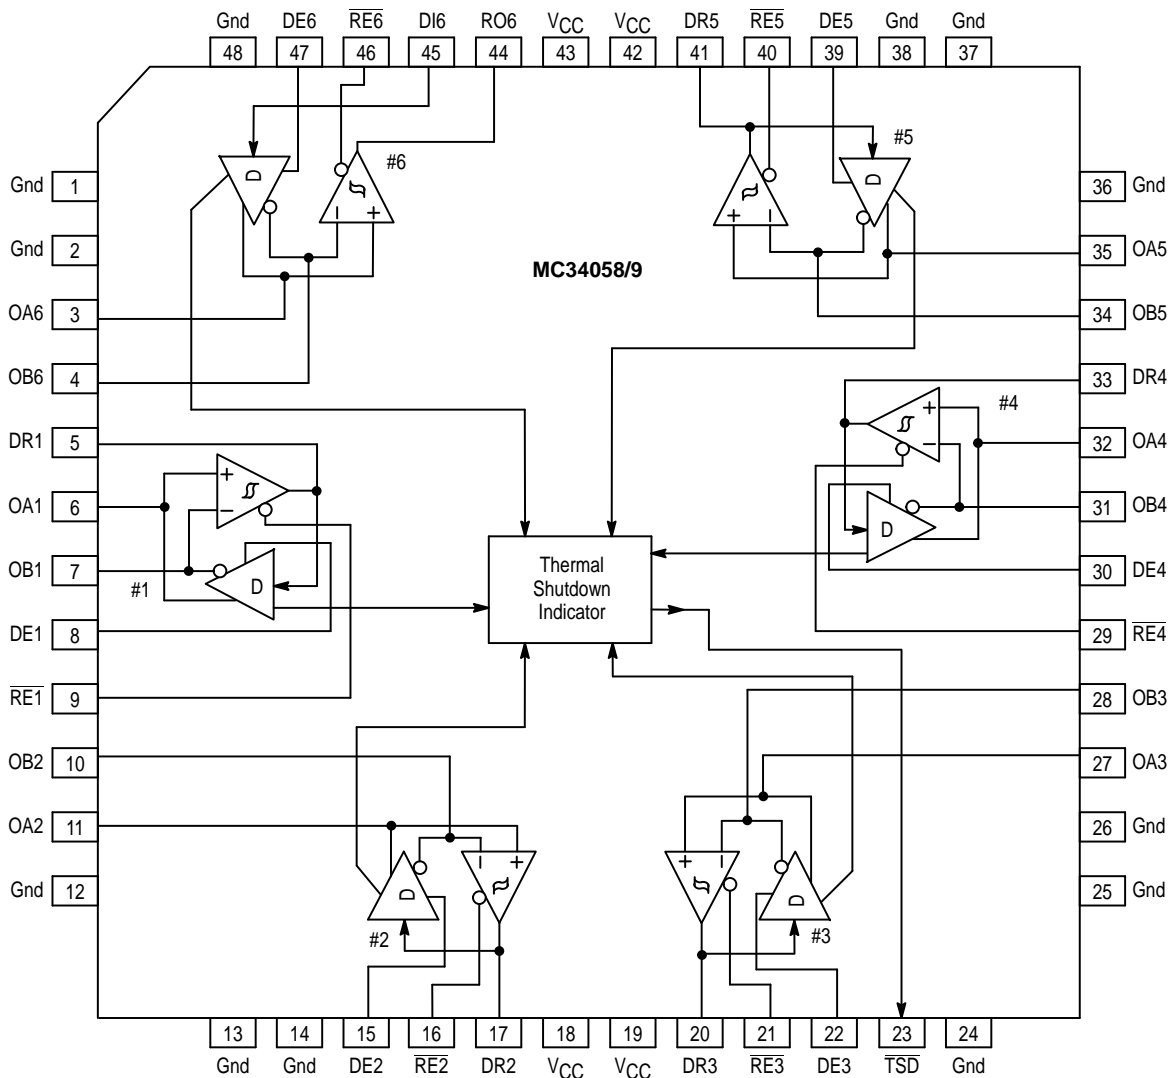 Gnd DE6 RE6 DI6 RO6 VCC VCC DR5 RE5 DE5 Gnd Gnd
48 47 46 45 44 43 42 41 40 39 38 37
D #6 D #5
Gnd 1 36 Gnd
− + + −
Gnd 2 35 OA5
MC34058/9
OA6 3 34 OB5
OB6 4 33 DR4
+ #4
DR1 5 32 OA4
+ −
OA1 6 31 OB4
− D
OB1 7 #1 D Thermal 30 DE4
Shutdown
Indicator
DE1 8 29 RE4
RE1 9 28 OB3
OB2 10 27 OA3
OA2 11 26 Gnd
− + + −
Gnd 12 D D 25 Gnd
#2 #3
13 14 15 16 17 18 19 20 21 22 23 24
Gnd Gnd DE2 RE2 DR2 VCC VCC DR3 RE3 DE3 TSD Gnd